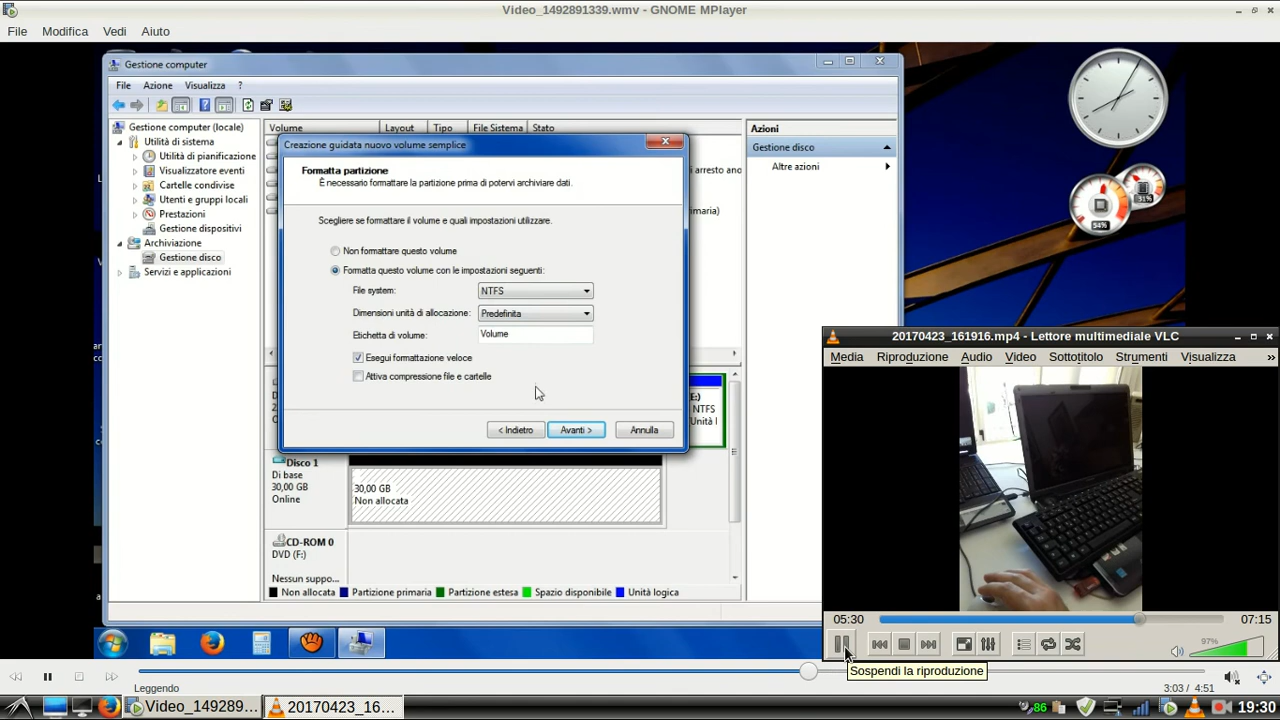 Video_1492891339.wmv - GNOME MPlayer
File Modifica Vedi Aiuto
Gestione computer
File Azione Visualizza ?
Gestione computer (locale)
Utilità di sistema
Utilità di pianificazione
Visualizzatore eventi
Cartelle condivise
Utenti e gruppi locali
Prestazioni
Gestione dispositivi
Archiviazione
Gestione disco
Servizi e applicazioni
Volume Layout Tipo File Sistema Stato
Azioni
Gestione disco
Altre azioni
Creazione guidata nuovo volume semplice
Formatta partizione
È necessario formattare la partizione prima di potervi archiviare dati.
Scegliere se formattare il volume e quali impostazioni utilizzare.
Non formattare questo volume
Formatta questo volume con le impostazioni seguenti:
File system: NTFS
Dimensioni unità di allocazione: Predefinita
Etichetta di volume: Volume
Esegui formattazione veloce
Attiva compressione file e cartelle
< Indietro Avanti > Annulla
i arresto ano
maria)
E:)
NTFS
Unità l
Disco 1
Di base
30,00 GB
Online
30,00 GB
Non allocata
CD-ROM 0
DVD (F:)
Nessun suppo...
Non allocata Partizione primaria Partizione estesa Spazio disponibile Unità logica
54%
31%
20170423_161916.mp4 - Lettore multimediale VLC
Media Riproduzione Audio Video Sottotitolo Strumenti Visualizza »
05:30 07:15
97%
Sospendi la riproduzione
Leggendo
3:03 / 4:51
Video_149289... 20170423_16...
86
19:30